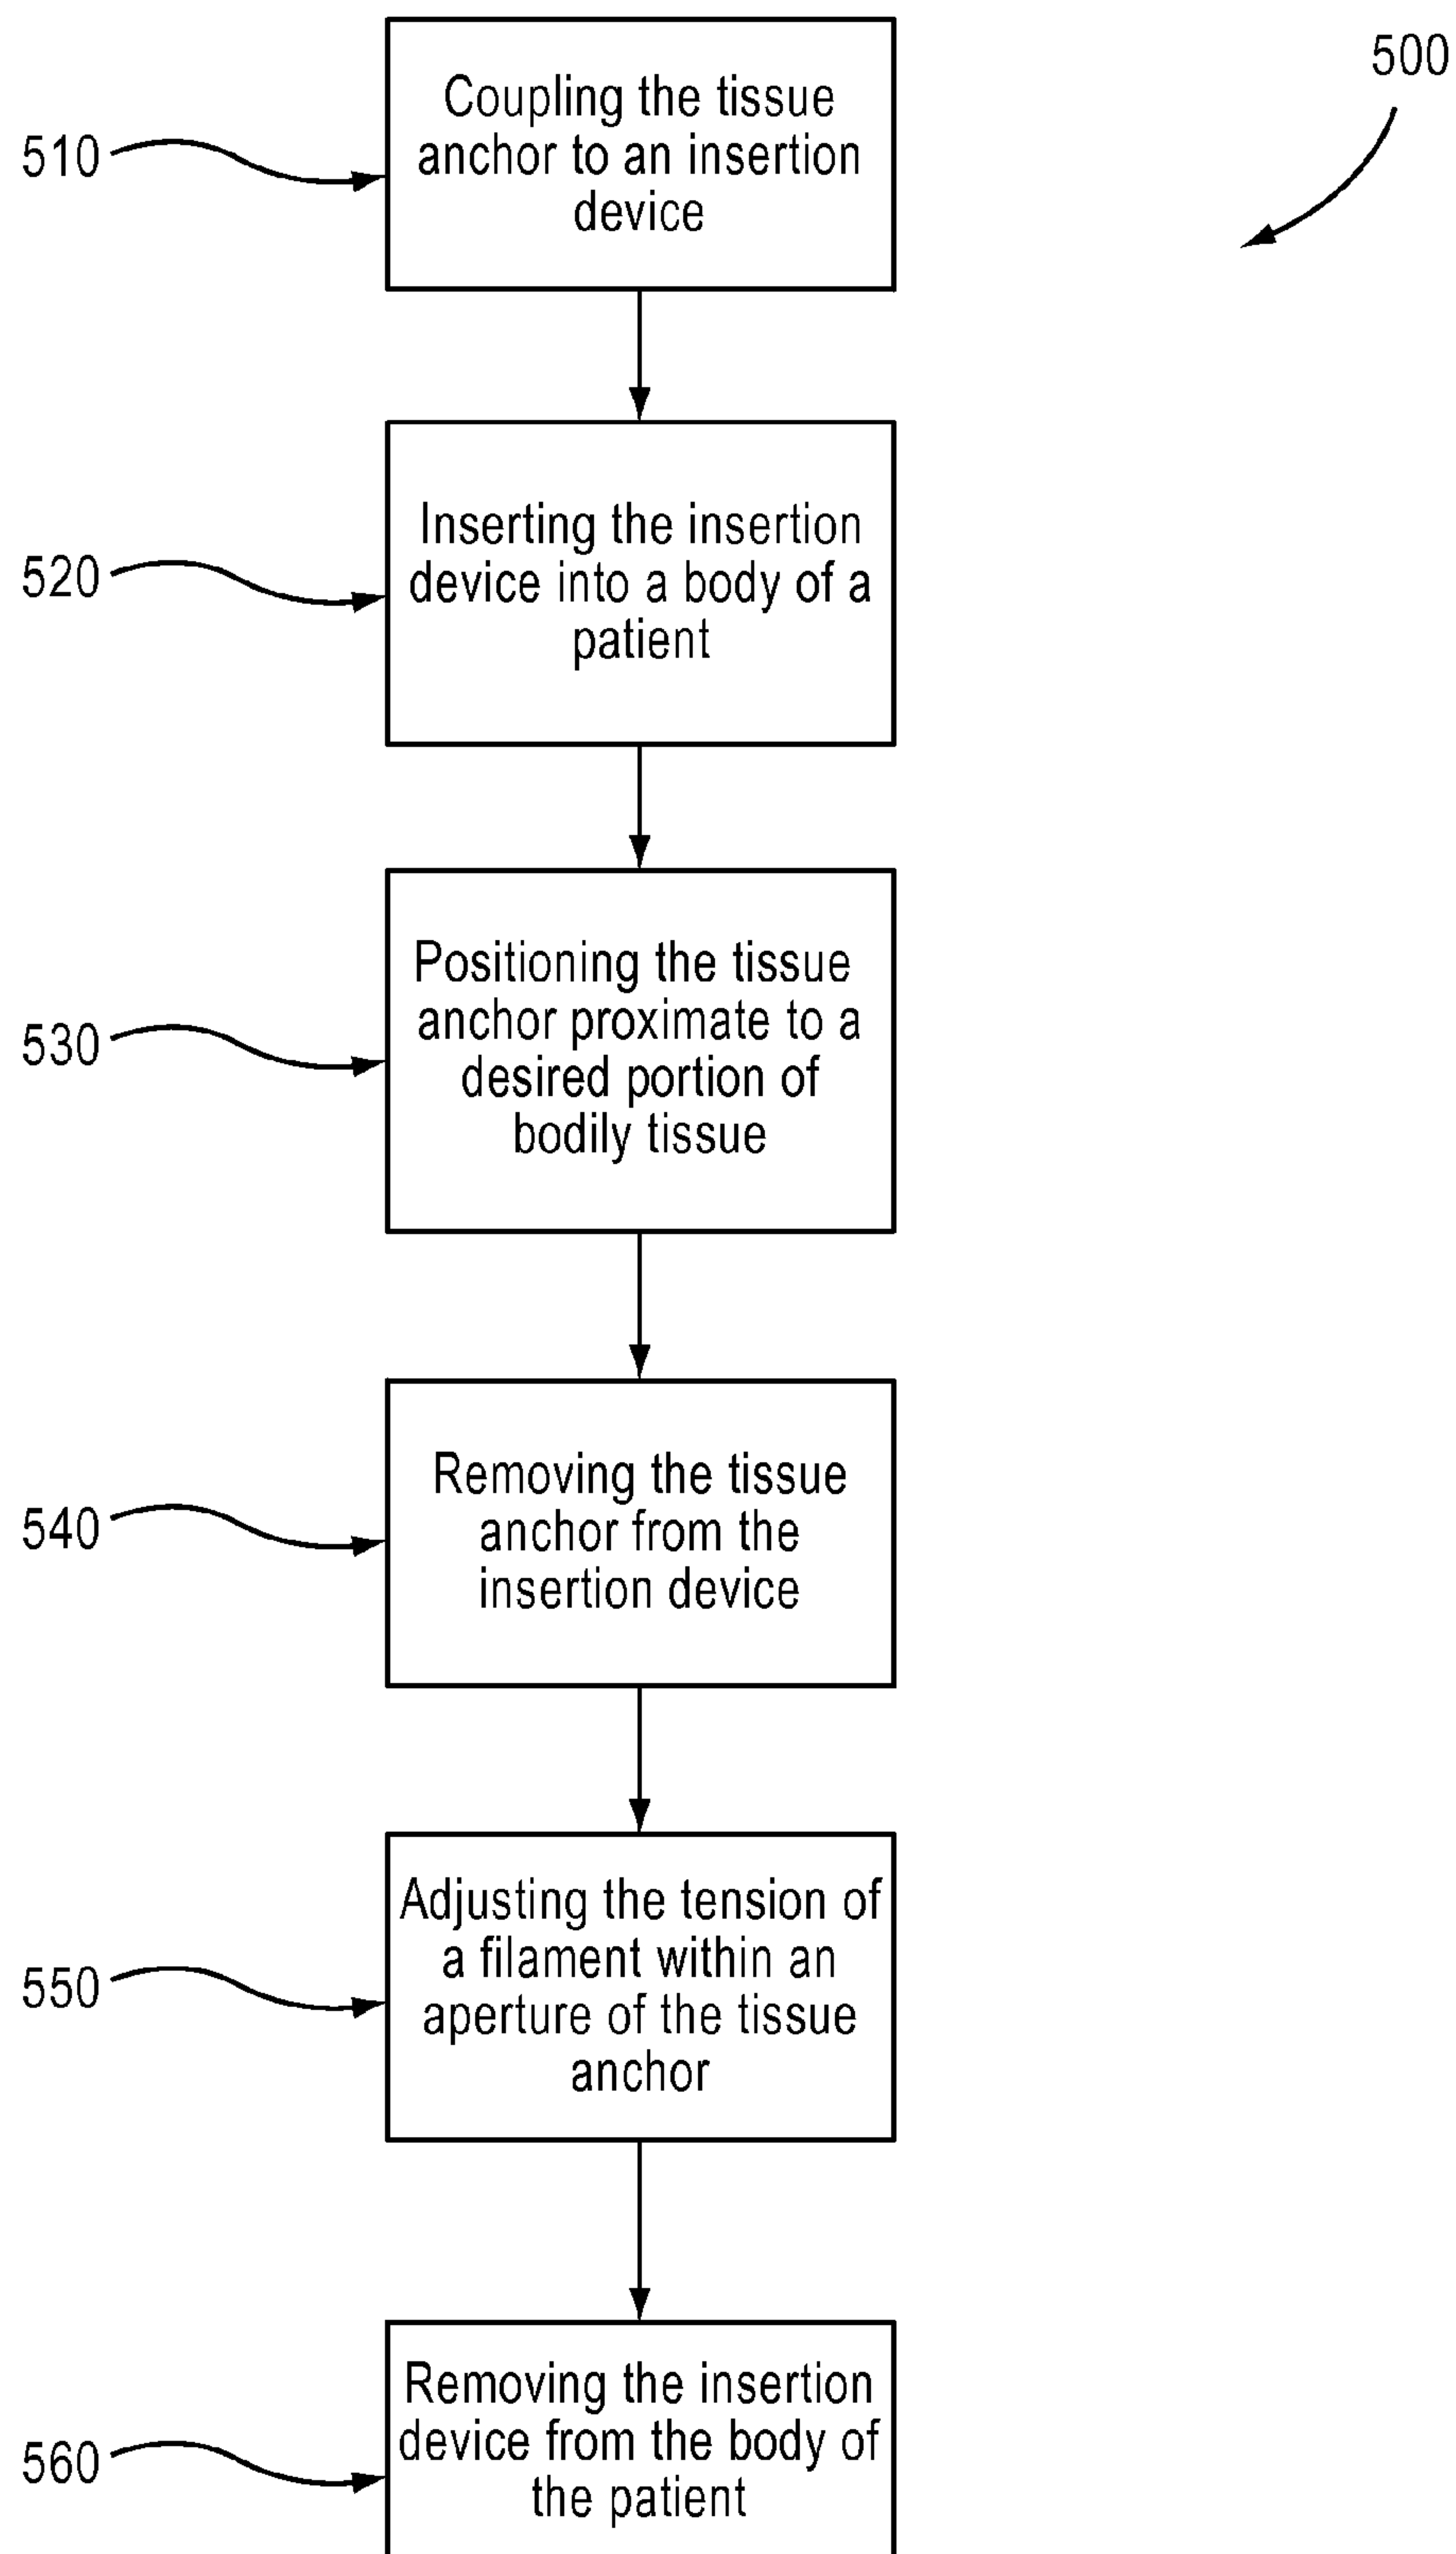 500
510
Coupling the tissue
anchor to an insertion
device
520
Inserting the insertion
device into a body of a
patient
530
Positioning the tissue
anchor proximate to a
desired portion of
bodily tissue
540
Removing the tissue
anchor from the
insertion device
550
Adjusting the tension of
a filament within an
aperture of the tissue
anchor
560
Removing the insertion
device from the body of
the patient